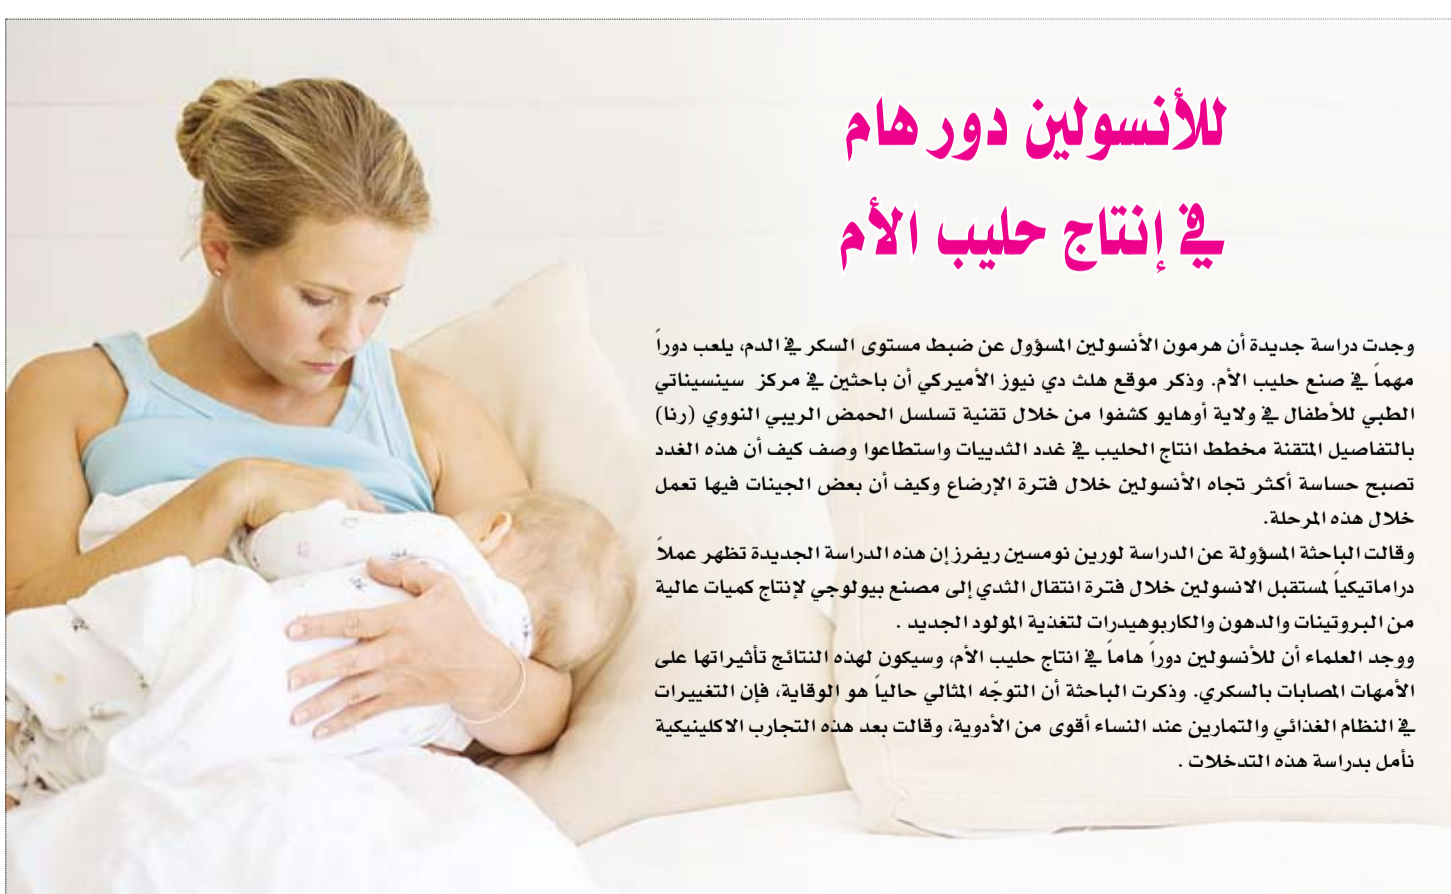 للأنسولين دور هام
في إنتاج حليب الأم
وجدت دراسة جديدة أن هرمون الأنسولين المسؤول عن ضبط مستوى السكر في الدم، يلعب دوراً
مهماً في صنع حليب الأم. وذكر موقع هلث دي نيوز الأميركي أن باحثين في مركز سينسيناتي
الطبي للأطفال في ولاية أوهايو كشفوا من خلال تقنية تسلسل الحمض الريبي النووي (رنا)
بالتفاصيل المتقنة مخطط انتاج الحليب في غدد الثدييات واستطاعوا وصف كيف أن هذه الغدد
تصبح حساسة أكثر تجاه الأنسولين خلال فترة الإرضاع وكيف أن بعض الجينات فيها تعمل
خلال هذه المرحلة.
وقالت الباحثة المسؤولة عن الدراسة لورين نومسين ريفرز إن هذه الدراسة الجديدة تظهر عملاً
دراماتيكياً لمستقبل الانسولين خلال فترة انتقال الثدي إلى مصنع بيولوجي لإنتاج كميات عالية
من البروتينات والدهون والكاربوهيدرات لتغذية المولود الجديد .
ووجد العلماء أن للأنسولين دوراً هاماً في انتاج حليب الأم، وسيكون لهذه النتائج تأثيراتها على
الأمهات المصابات بالسكري. وذكرت الباحثة أن التوجّه المثالي حالياً هو الوقاية، فإن التغييرات
في النظام الغذائي والتمارين عند النساء أقوى من الأدوية، وقالت بعد هذه التجارب الاكلينيكية
نأمل بدراسة هذه التدخلات .